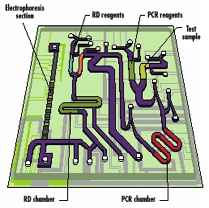 Electrophoresis
section
RD reagents
PCR reagents
Test
sample
RD chamber
PCR chamber